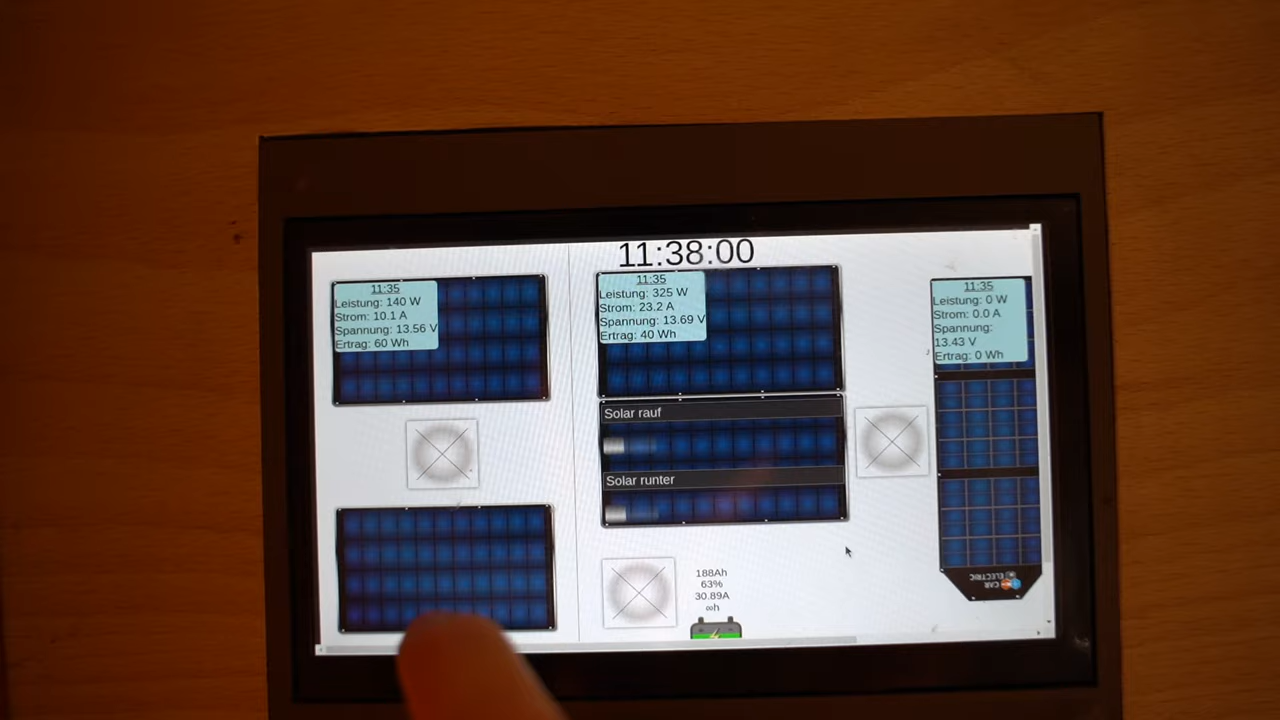 11:38:00
11:35
Leistung: 140 W
Strom: 10.1 A
Spannung: 13.56 V
Ertrag: 60 Wh
11:35
Leistung: 325 W
Strom: 23.2 A
Spannung: 13.69 V
Ertrag: 40 Wh
Solar rauf
Solar runter
188Ah
63%
30.89A
∞h
11:35
Leistung: 0 W
Strom: 0.0 A
Spannung:
13.43 V
Ertrag: 0 Wh
CAR
ELECTRIC